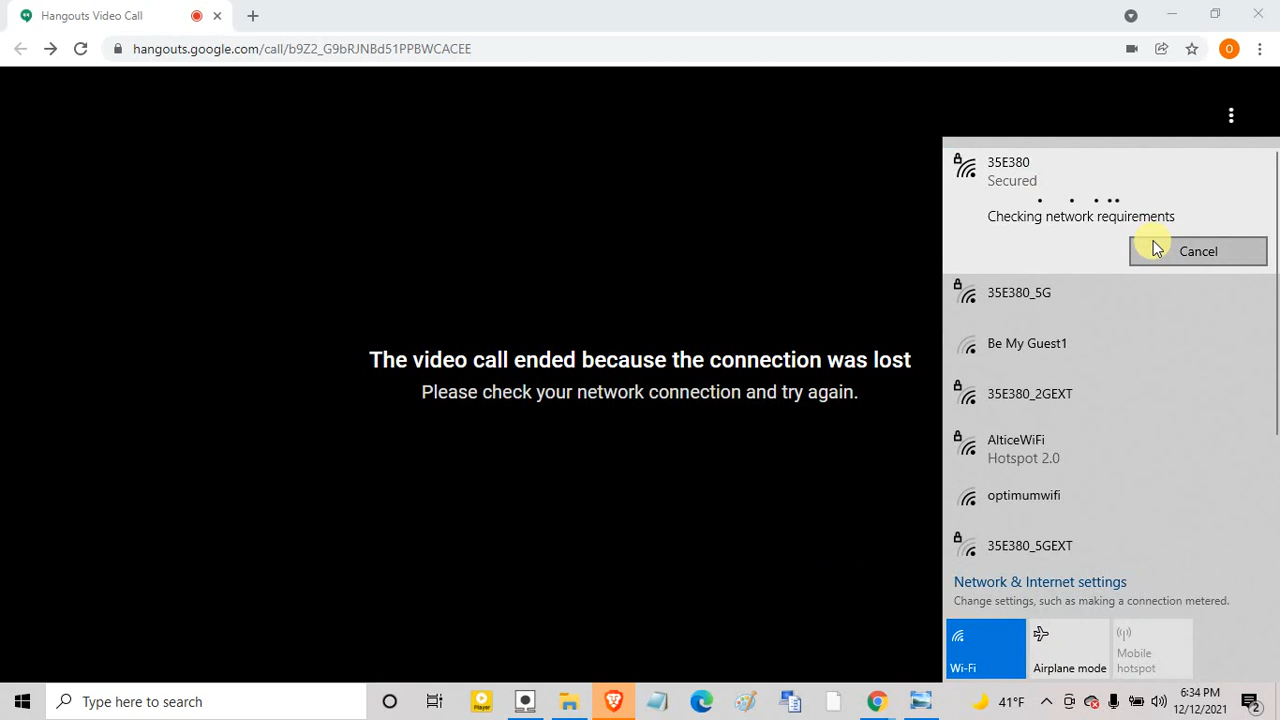 Hangouts Video Call
hangouts.google.com/call/b9Z2_G9bRJNBd51PPBWCACEE
O
The video call ended because the connection was lost
Please check your network connection and try again.
35E380
Secured
Checking network requirements
Cancel
35E380_5G
Be My Guest1
35E380_2GEXT
AlticeWiFi
Hotspot 2.0
optimumwifi
35E380_5GEXT
Network & Internet settings
Change settings, such as making a connection metered.
Wi-Fi
Airplane mode
Mobile
hotspot
Type here to search
Player
41°F
6:34 PM
12/12/2021
2